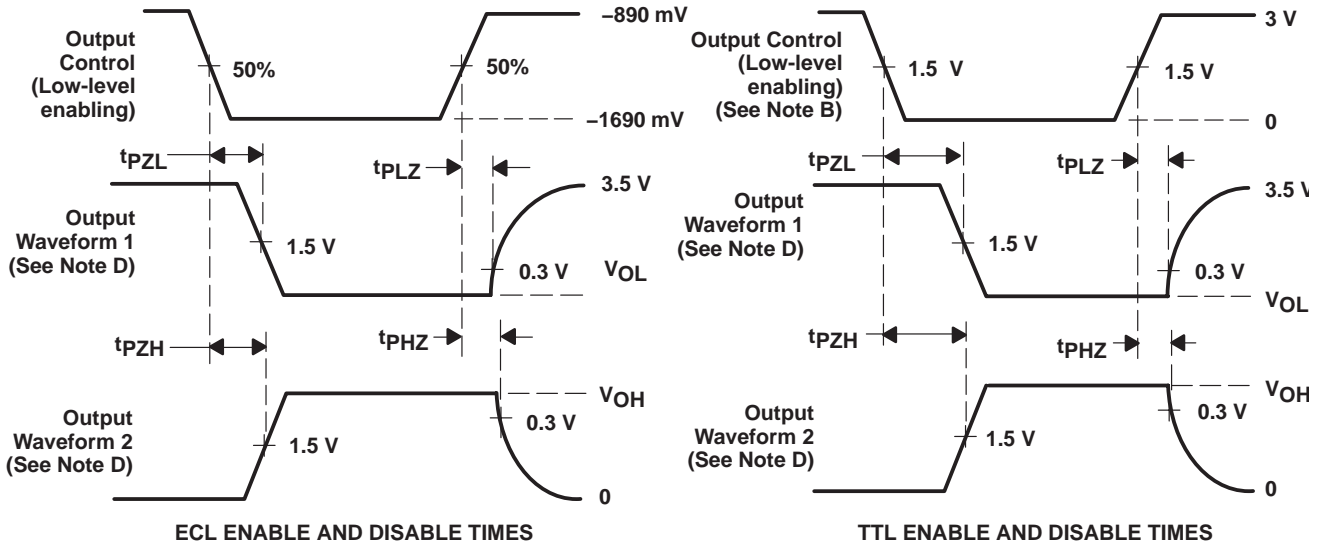 Output
Control
(Low-level
enabling)
50%
50%
–890 mV
–1690 mV
tPZL
tPLZ
3.5 V
Output
Waveform 1
(See Note D)
1.5 V
0.3 V
VOL
tPZH
tPHZ
VOH
Output
Waveform 2
(See Note D)
1.5 V
0.3 V
0
ECL ENABLE AND DISABLE TIMES
Output Control
(Low-level
enabling)
(See Note B)
1.5 V
1.5 V
3 V
0
tPZL
tPLZ
3.5 V
Output
Waveform 1
(See Note D)
1.5 V
0.3 V
VOL
tPZH
tPHZ
VOH
Output
Waveform 2
(See Note D)
1.5 V
0.3 V
0
TTL ENABLE AND DISABLE TIMES